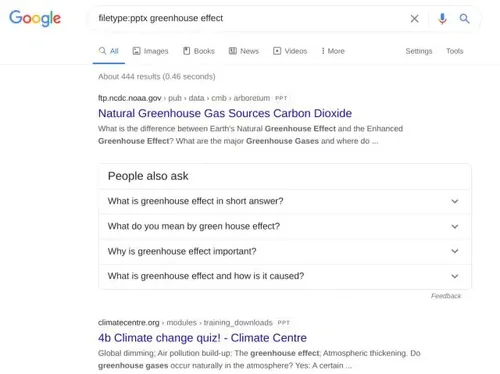 Google
filetype:pptx greenhouse effect
All Images Books News Videos More Settings Tools
About 444 results (0.46 seconds)
ftp.ncdc.noaa.gov › pub › data › cmb › arboretum PPT
Natural Greenhouse Gas Sources Carbon Dioxide
What is the difference between Earth's Natural Greenhouse Effect and the Enhanced
Greenhouse Effect? What are the major Greenhouse Gases and where do ...
People also ask
What is greenhouse effect in short answer?
What do you mean by green house effect?
Why is greenhouse effect important?
What is greenhouse effect and how is it caused?
Feedback
climatecentre.org › modules › training_downloads PPT
4b Climate change quiz! - Climate Centre
Global dimming; Air pollution build-up: The greenhouse effect; Atmospheric thickening. Do
greenhouse gases occur naturally in the atmosphere? Yes: A certain ...